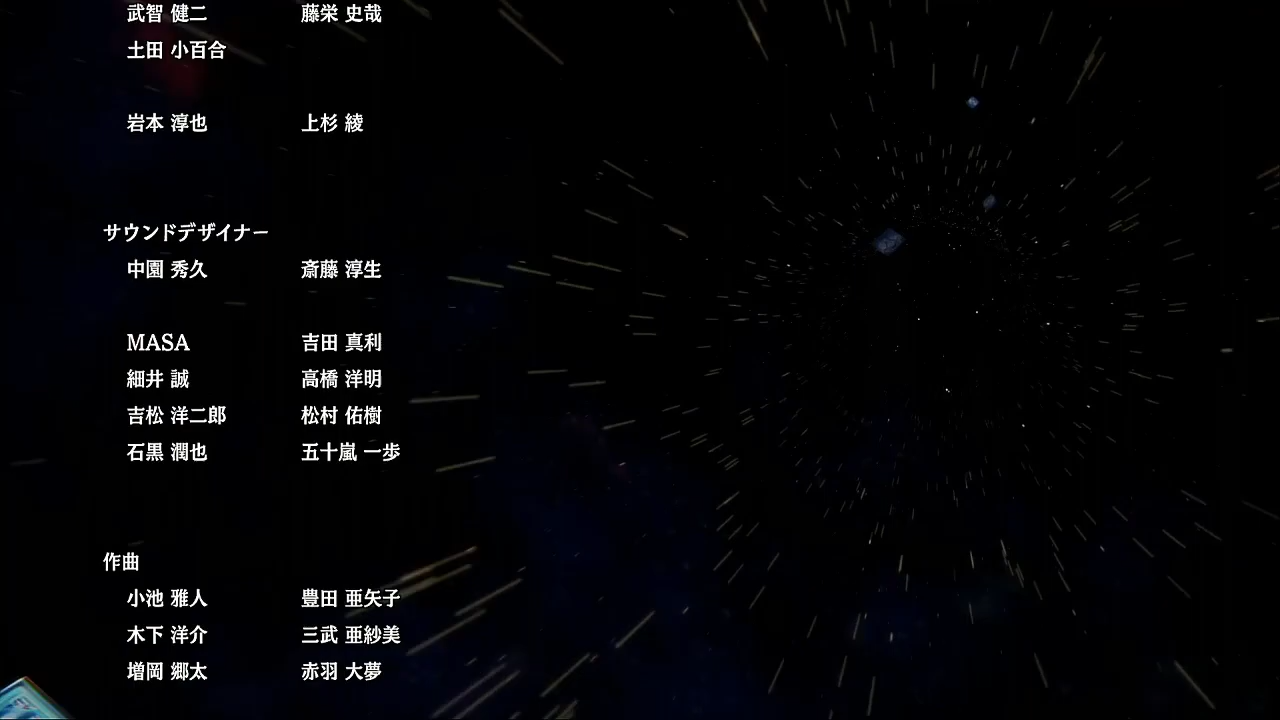 武智 健二 藤栄 史哉
土田 小百合
岩本 淳也 上杉 綾
サウンドデザイナー
中園 秀久 斎藤 淳生
MASA 吉田 真利
細井 誠 高橋 洋明
吉松 洋二郎 松村 佑樹
石黒 潤也 五十嵐 一歩
作曲
小池 雅人 豊田 亜矢子
木下 洋介 三武 亜紗美
増岡 郷太 赤羽 大夢